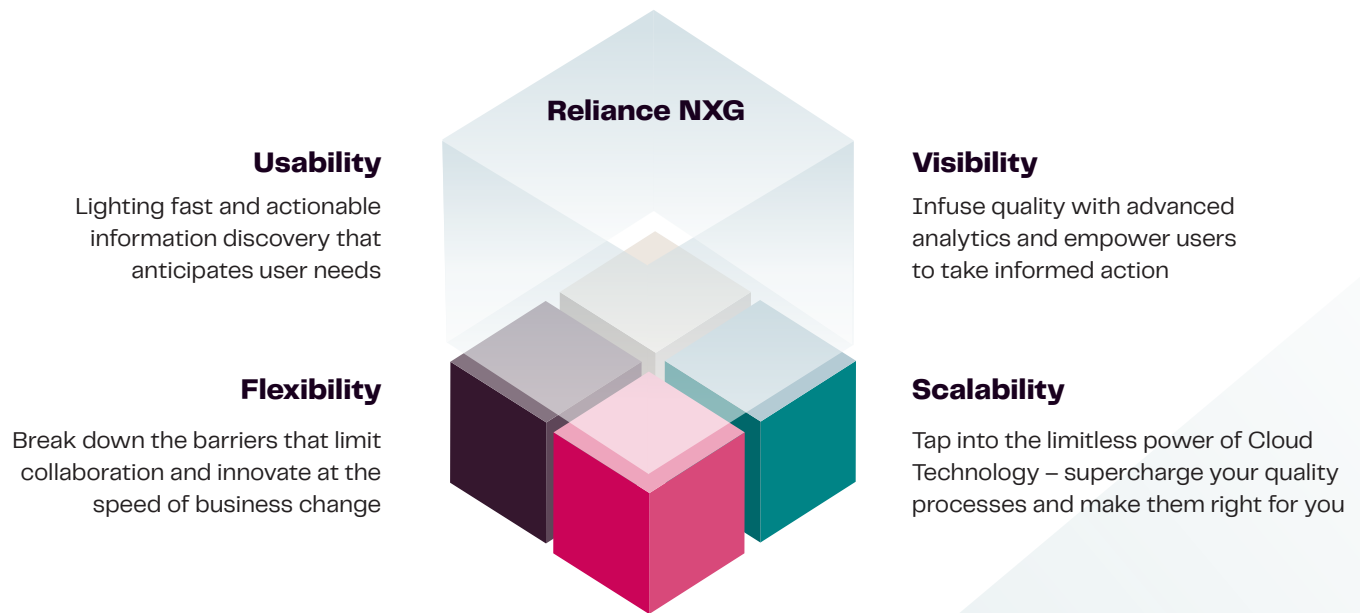 Reliance NXG
Usability
Lighting fast and actionable
information discovery that
anticipates user needs
Visibility
Infuse quality with advanced
analytics and empower users
to take informed action
Flexibility
Break down the barriers that limit
collaboration and innovate at the
speed of business change
Scalability
Tap into the limitless power of Cloud
Technology – supercharge your quality
processes and make them right for you